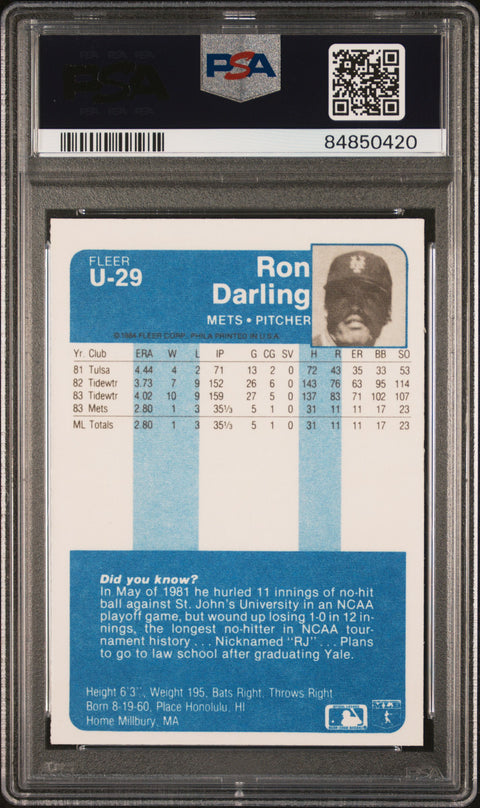 PSA PSA PSA
PSA
PSA PSA PSA
PSA
84850420
FLEER
U-29
Ron
Darling
METS • PITCHER
© 1984 FLEER CORP., PHILA PRINTED IN U.S.A.
Yr. Club ERA W L IP G CG SV H R ER BB SO
81 Tulsa 4.44 4 2 71 13 2 0 72 43 35 33 53
82 Tidewtr 3.73 7 9 152 26 6 0 143 76 63 95 114
83 Tidewtr 4.02 10 9 159 27 5 0 137 83 71 102 107
83 Mets 2.80 1 3 35⅓ 5 1 0 31 11 11 17 23
ML Totals 2.80 1 3 35⅓ 5 1 0 31 11 11 17 23
Did you know?
In May of 1981 he hurled 11 innings of no-hit
ball against St. John's University in an NCAA
playoff game, but wound up losing 1-0 in 12 in-
nings, the longest no-hitter in NCAA tour-
nament history . . . Nicknamed "RJ" . . . Plans
to go to law school after graduating Yale.
Height 6'3", Weight 195, Bats Right, Throws Right
Born 8-19-60, Place Honolulu, HI
Home Millbury, MA
PSA